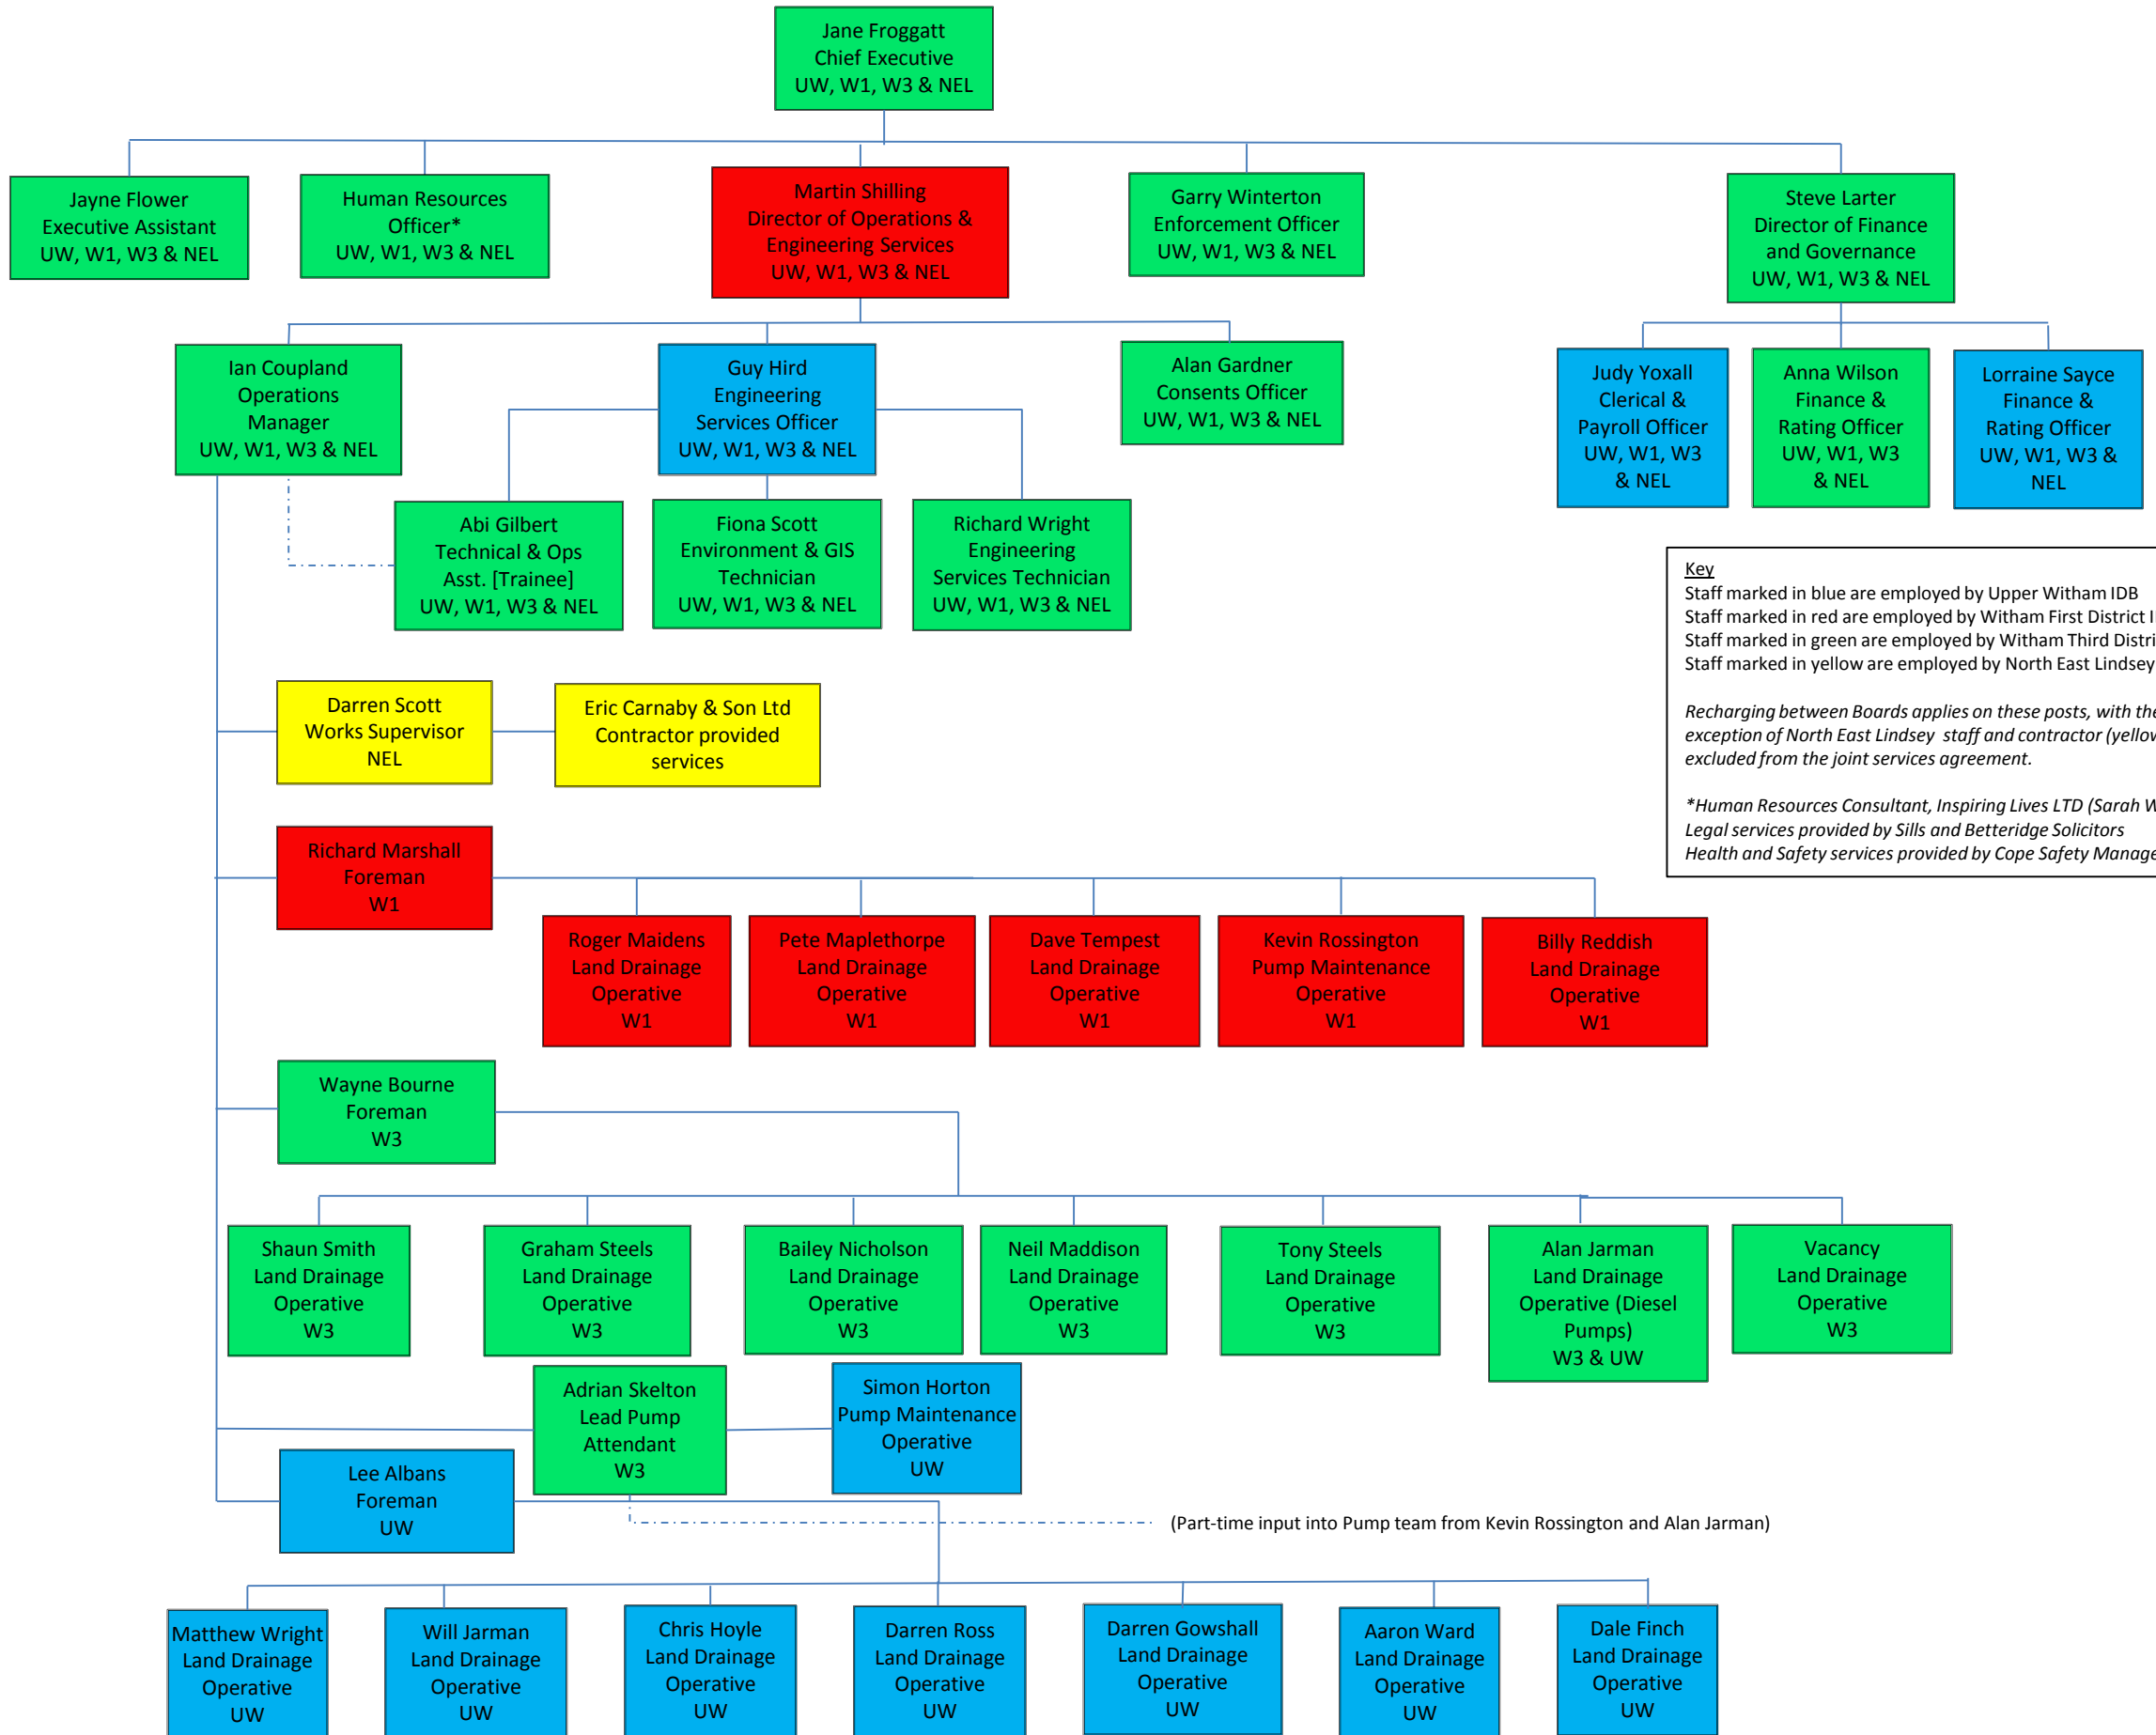 Jane Froggatt
Chief Executive
UW, W1, W3 & NEL
Jayne Flower
Executive Assistant
UW, W1, W3 & NEL
Human Resources
Officer*
UW, W1, W3 & NEL
Martin Shilling
Director of Operations &
Engineering Services
UW, W1, W3 & NEL
Garry Winterton
Enforcement Officer
UW, W1, W3 & NEL
Steve Larter
Director of Finance
and Governance
UW, W1, W3 & NEL
Ian Coupland
Operations
Manager
UW, W1, W3 & NEL
Guy Hird
Engineering
Services Officer
UW, W1, W3 & NEL
Alan Gardner
Consents Officer
UW, W1, W3 & NEL
Judy Yoxall
Clerical &
Payroll Officer
UW, W1, W3
& NEL
Anna Wilson
Finance &
Rating Officer
UW, W1, W3
& NEL
Lorraine Sayce
Finance &
Rating Officer
UW, W1, W3 &
NEL
Abi Gilbert
Technical & Ops
Asst. [Trainee]
UW, W1, W3 & NEL
Fiona Scott
Environment & GIS
Technician
UW, W1, W3 & NEL
Richard Wright
Engineering
Services Technician
UW, W1, W3 & NEL
Key
Staff marked in blue are employed by Upper Witham IDB
Staff marked in red are employed by Witham First District I
Staff marked in green are employed by Witham Third Distri
Staff marked in yellow are employed by North East Lindsey
Recharging between Boards applies on these posts, with the
exception of North East Lindsey staff and contractor (yellow
excluded from the joint services agreement.
*Human Resources Consultant, Inspiring Lives LTD (Sarah W
Legal services provided by Sills and Betteridge Solicitors
Health and Safety services provided by Cope Safety Manage
Darren Scott
Works Supervisor
NEL
Eric Carnaby & Son Ltd
Contractor provided
services
Richard Marshall
Foreman
W1
Roger Maidens
Land Drainage
Operative
W1
Pete Maplethorpe
Land Drainage
Operative
W1
Dave Tempest
Land Drainage
Operative
W1
Kevin Rossington
Pump Maintenance
Operative
W1
Billy Reddish
Land Drainage
Operative
W1
Wayne Bourne
Foreman
W3
Shaun Smith
Land Drainage
Operative
W3
Graham Steels
Land Drainage
Operative
W3
Bailey Nicholson
Land Drainage
Operative
W3
Neil Maddison
Land Drainage
Operative
W3
Tony Steels
Land Drainage
Operative
W3
Alan Jarman
Land Drainage
Operative (Diesel
Pumps)
W3 & UW
Vacancy
Land Drainage
Operative
W3
Adrian Skelton
Lead Pump
Attendant
W3
Simon Horton
Pump Maintenance
Operative
UW
Lee Albans
Foreman
UW
(Part-time input into Pump team from Kevin Rossington and Alan Jarman)
Matthew Wright
Land Drainage
Operative
UW
Will Jarman
Land Drainage
Operative
UW
Chris Hoyle
Land Drainage
Operative
UW
Darren Ross
Land Drainage
Operative
UW
Darren Gowshall
Land Drainage
Operative
UW
Aaron Ward
Land Drainage
Operative
UW
Dale Finch
Land Drainage
Operative
UW